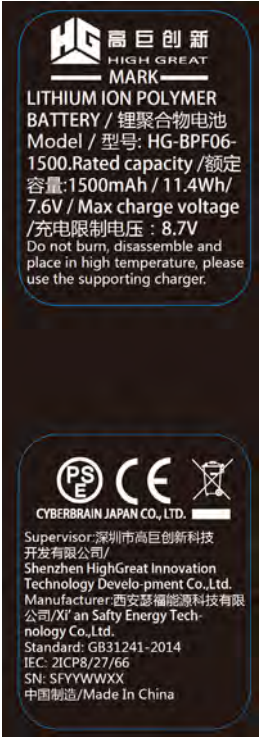 HG 高巨创新
HIGH GREAT
MARK
LITHIUM ION POLYMER
BATTERY / 锂聚合物电池
Model / 型号: HG-BPF06-
1500.Rated capacity /额定
容量:1500mAh / 11.4Wh/
7.6V / Max charge voltage
/充电限制电压：8.7V
Do not burn, disassemble and
place in high temperature, please
use the supporting charger.
PSE CE
CYBERBRAIN JAPAN CO., LTD.
Supervisor:深圳市高巨创新科技
开发有限公司/
Shenzhen HighGreat Innovation
Technology Develo-pment Co.,Ltd.
Manufacturer:西安瑟福能源科技有限
公司/Xi' an Safty Energy Tech-
nology Co.,Ltd.
Standard: GB31241-2014
IEC: 2ICP8/27/66
SN: SFYYWWXX
中国制造/Made In China